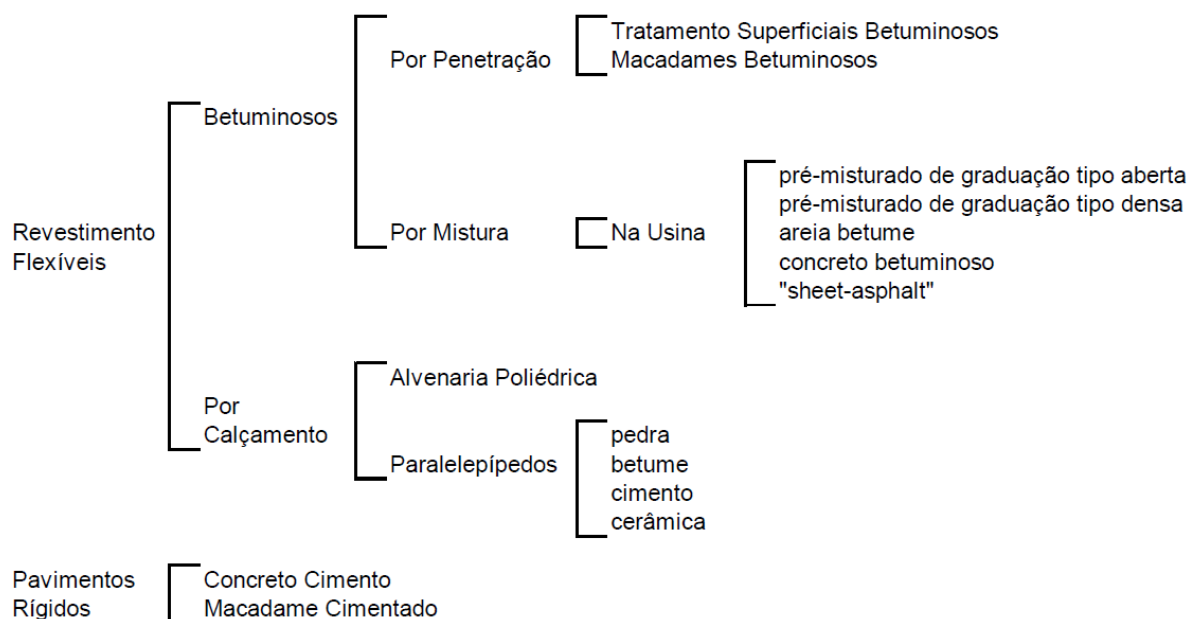 Tratamento Superficiais Betuminosos
Por Penetração
Macadames Betuminosos
Betuminosos
pré-misturado de graduação tipo aberta
pré-misturado de graduação tipo densa
Revestimento
Flexíveis
Por Mistura
Na Usina
areia betume
concreto betuminoso
"sheet-asphalt"
Alvenaria Poliédrica
Por
Calçamento
Paralelepípedos
pedra
betume
cimento
cerâmica
Pavimentos
Rígidos
Concreto Cimento
Macadame Cimentado